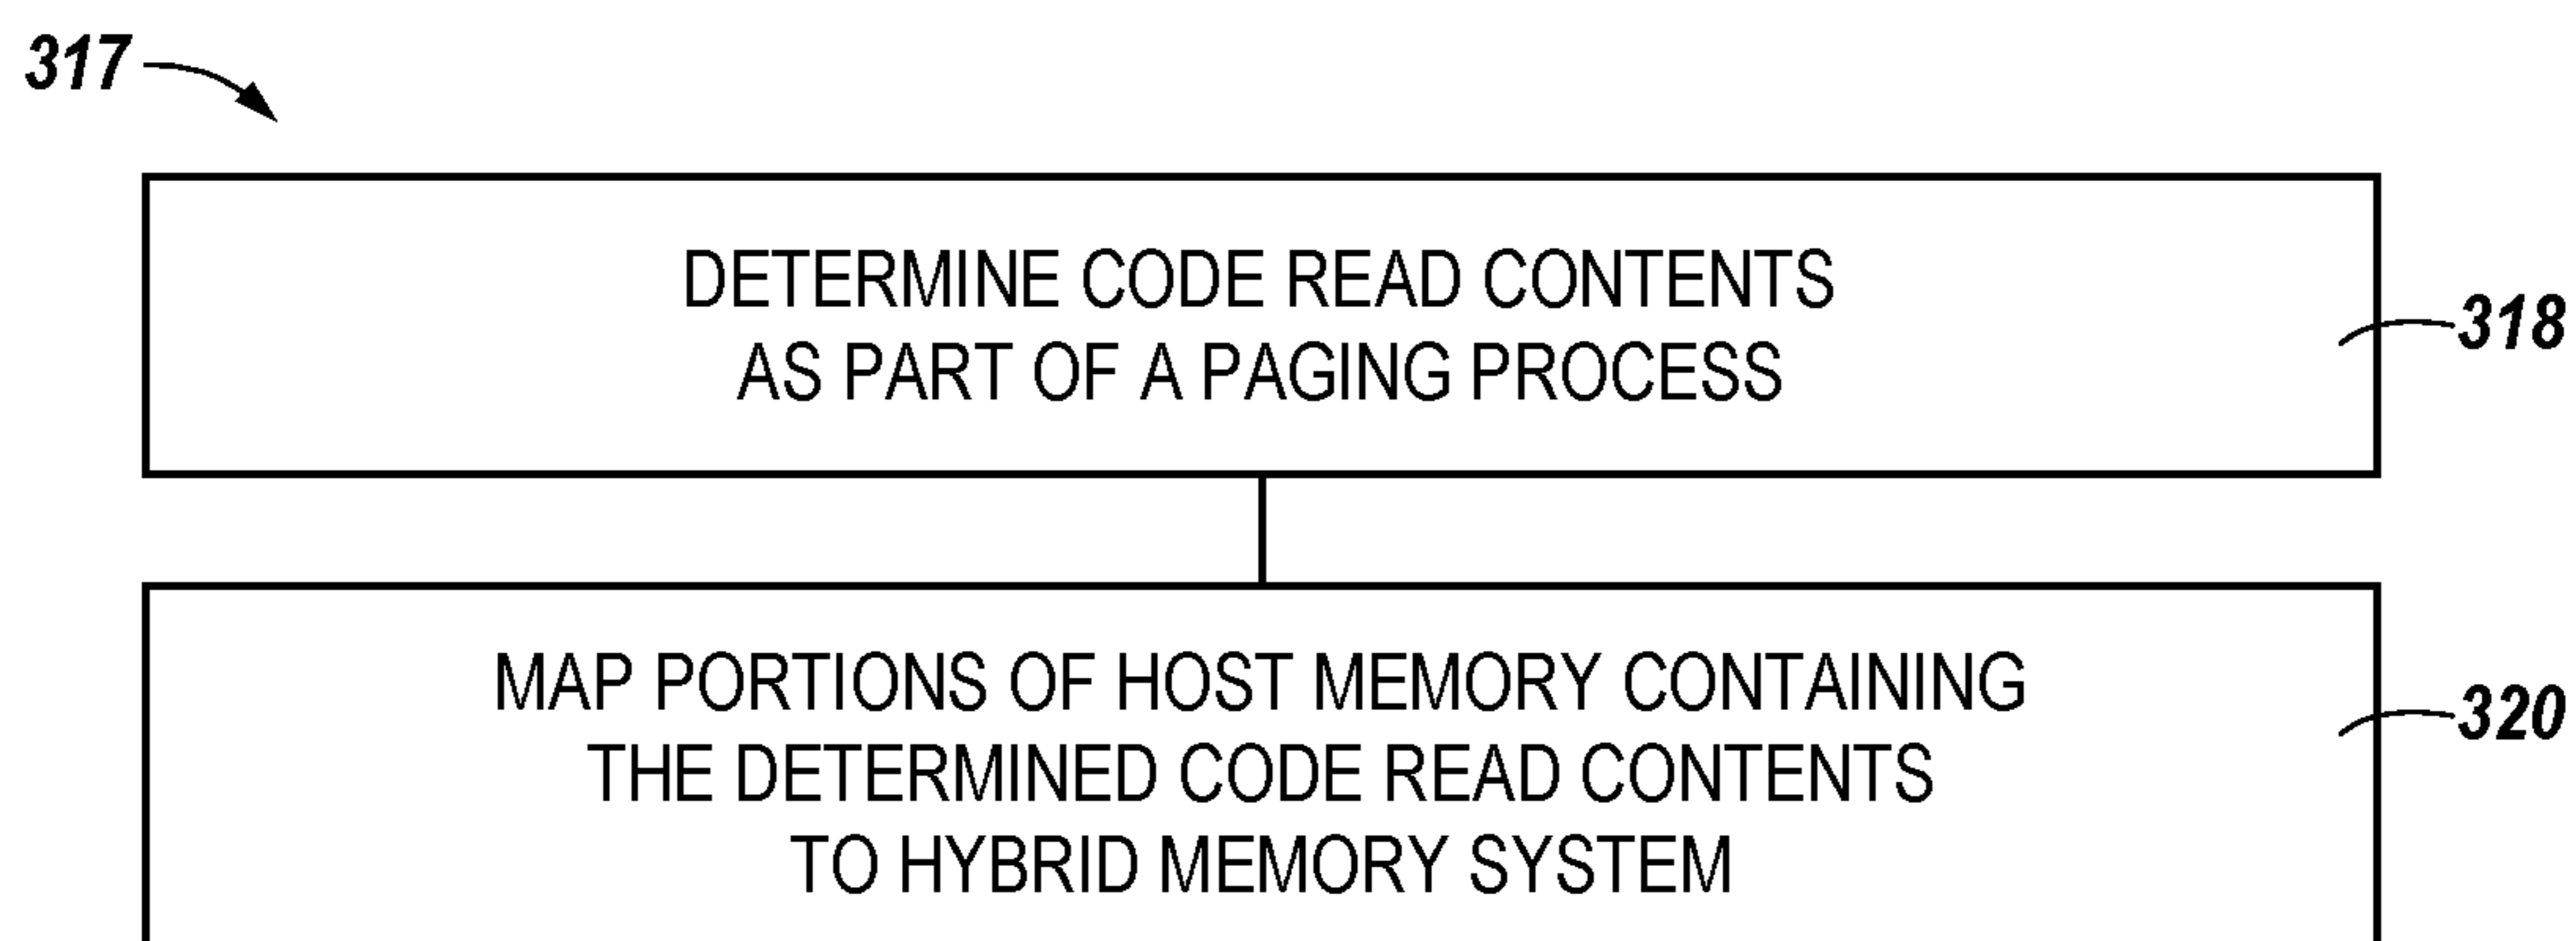 317
DETERMINE CODE READ CONTENTS
AS PART OF A PAGING PROCESS
318
MAP PORTIONS OF HOST MEMORY CONTAINING
THE DETERMINED CODE READ CONTENTS
TO HYBRID MEMORY SYSTEM
320